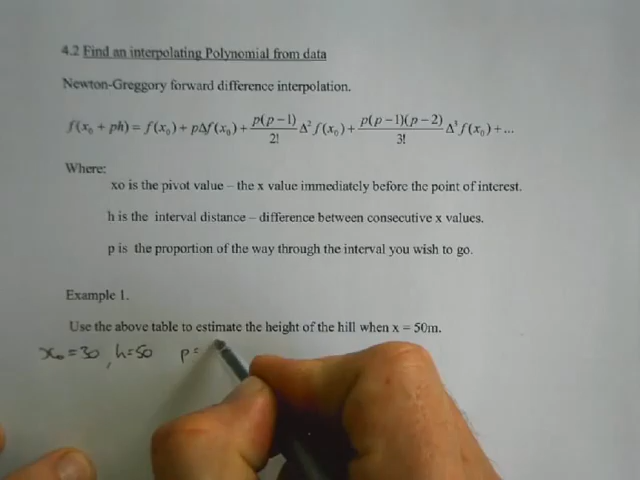 4.2 Find an interpolating Polynomial from data
Newton-Greggory forward difference interpolation.
f(x₀ + ph) = f(x₀) + pΔf(x₀) + p(p−1)/2! Δ² f(x₀) + p(p−1)(p−2)/3! Δ³ f(x₀) + ...
Where:
xo is the pivot value – the x value immediately before the point of interest.
h is the interval distance – difference between consecutive x values.
p is the proportion of the way through the interval you wish to go.
Example 1.
Use the above table to estimate the height of the hill when x = 50m.
x₀ = 30 , h = 50 p =